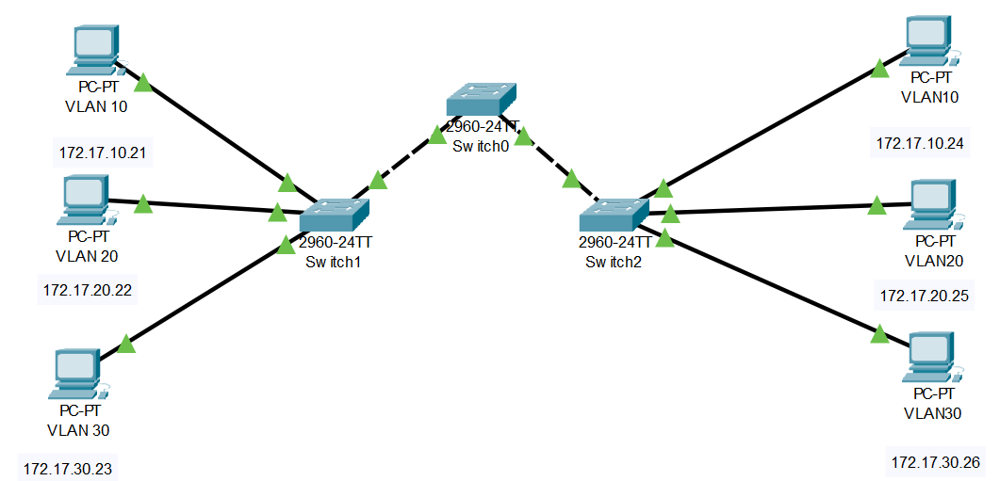 PC-PT
VLAN 10
172.17.10.21
PC-PT
VLAN 20
172.17.20.22
PC-PT
VLAN 30
172.17.30.23
2960-24TT
Switch0
2960-24TT
Switch1
2960-24TT
Switch2
PC-PT
VLAN10
172.17.10.24
PC-PT
VLAN20
172.17.20.25
PC-PT
VLAN30
172.17.30.26